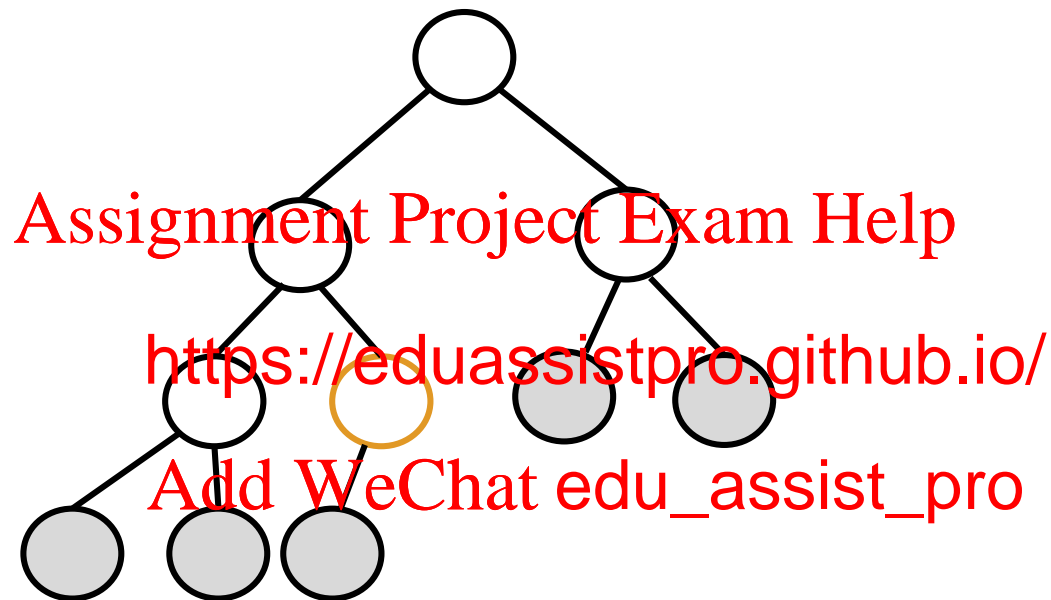 Assignment Project Exam Help
https://eduassistpro.github.io/
Add WeChat edu_assist_pro